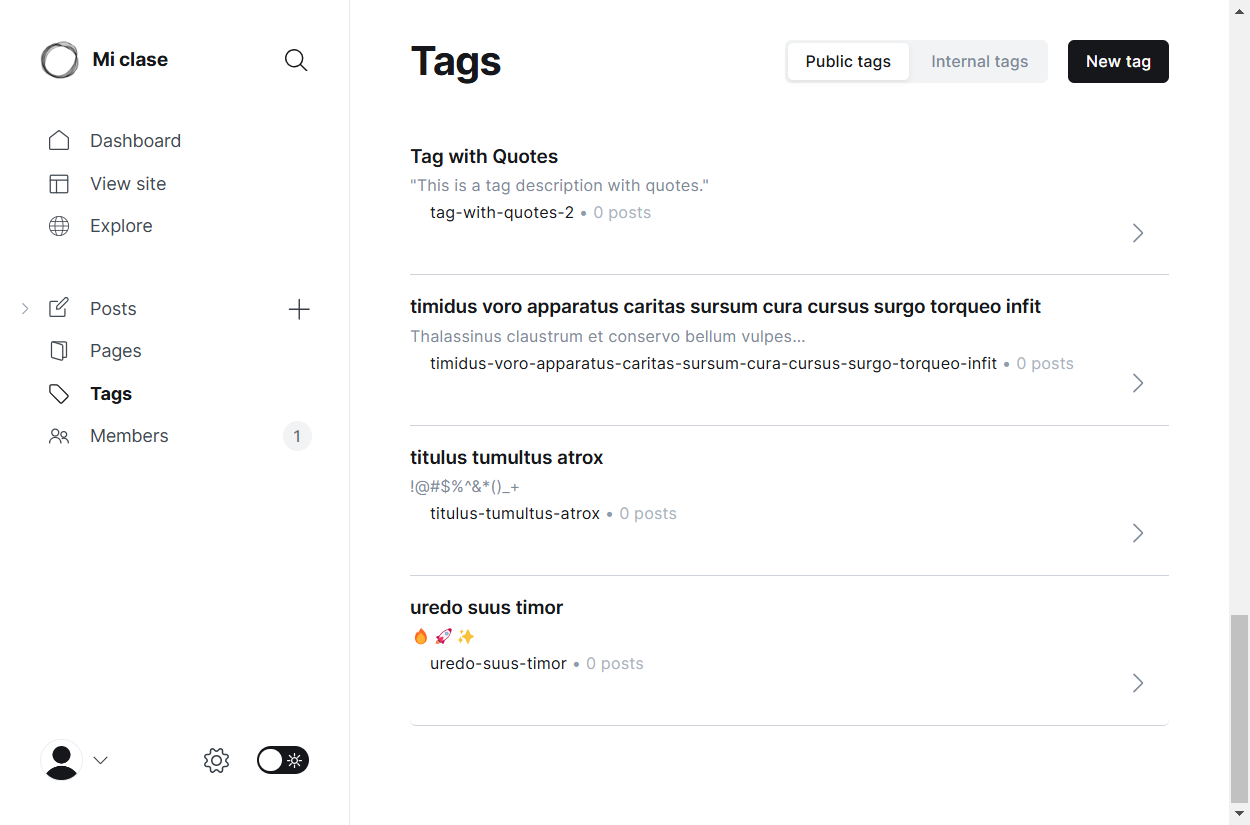 Mi clase
Dashboard
View site
Explore
Posts
Pages
Tags
Members 1
Tags
Public tags Internal tags New tag
Tag with Quotes
"This is a tag description with quotes."
tag-with-quotes-2 • 0 posts
timidus voro apparatus caritas sursum cura cursus surgo torqueo infit
Thalassinus claustrum et conservo bellum vulpes...
timidus-voro-apparatus-caritas-sursum-cura-cursus-surgo-torqueo-infit • 0 posts
titulus tumultus atrox
!@#$%^&*()_+
titulus-tumultus-atrox • 0 posts
uredo suus timor
🔥 🚀 ✨
uredo-suus-timor • 0 posts